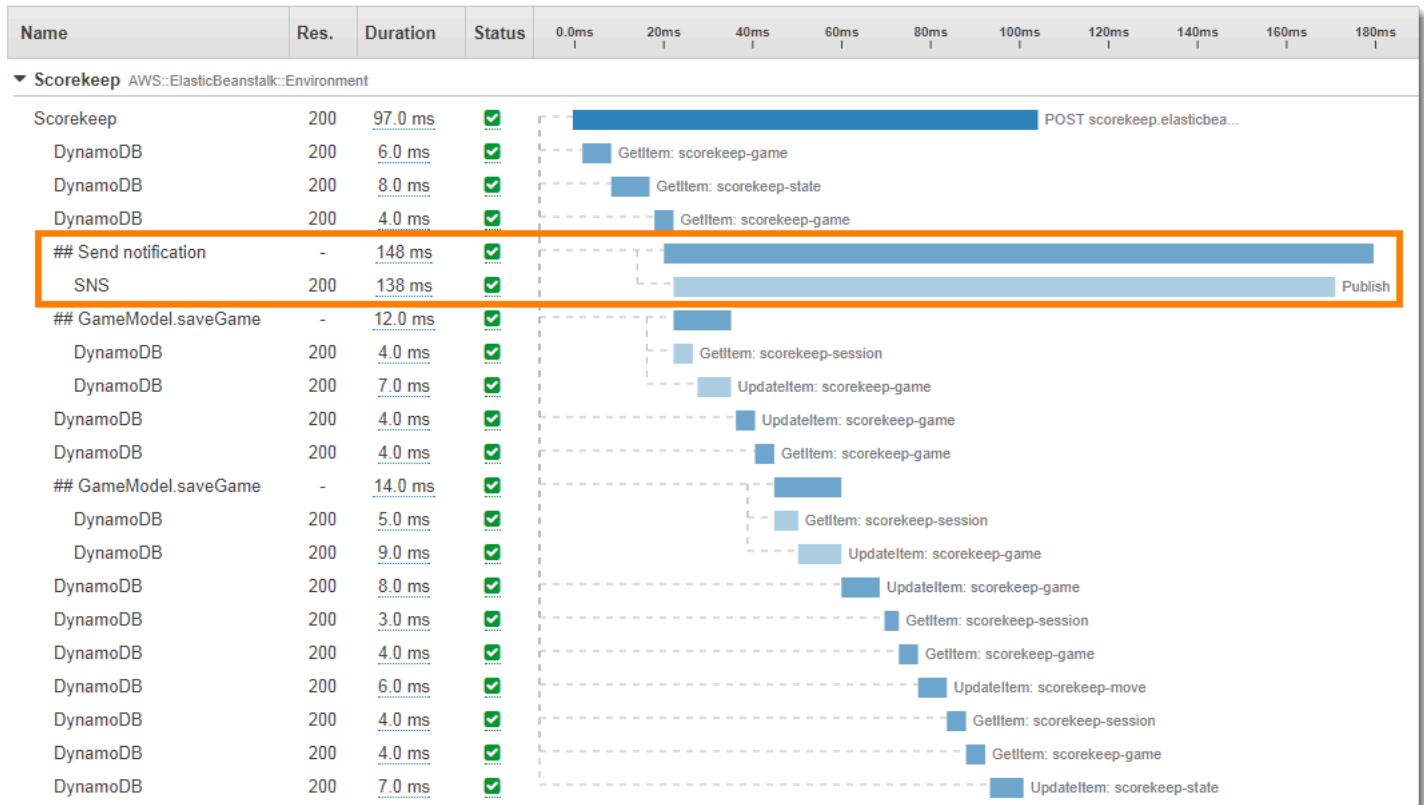 Name Res. Duration Status 0.0ms 20ms 40ms 60ms 80ms 100ms 120ms 140ms 160ms 180ms
Scorekeep AWS::ElasticBeanstalk::Environment
Scorekeep 200 97.0 ms POST scorekeep.elasticbea...
DynamoDB 200 6.0 ms GetItem: scorekeep-game
DynamoDB 200 8.0 ms GetItem: scorekeep-state
DynamoDB 200 4.0 ms GetItem: scorekeep-game
## Send notification - 148 ms
SNS 200 138 ms Publish
## GameModel.saveGame - 12.0 ms
DynamoDB 200 4.0 ms GetItem: scorekeep-session
DynamoDB 200 7.0 ms UpdateItem: scorekeep-game
DynamoDB 200 4.0 ms UpdateItem: scorekeep-game
DynamoDB 200 4.0 ms GetItem: scorekeep-game
## GameModel.saveGame - 14.0 ms
DynamoDB 200 5.0 ms GetItem: scorekeep-session
DynamoDB 200 9.0 ms UpdateItem: scorekeep-game
DynamoDB 200 8.0 ms UpdateItem: scorekeep-game
DynamoDB 200 3.0 ms GetItem: scorekeep-session
DynamoDB 200 4.0 ms GetItem: scorekeep-game
DynamoDB 200 6.0 ms UpdateItem: scorekeep-move
DynamoDB 200 4.0 ms GetItem: scorekeep-session
DynamoDB 200 4.0 ms GetItem: scorekeep-game
DynamoDB 200 7.0 ms UpdateItem: scorekeep-state